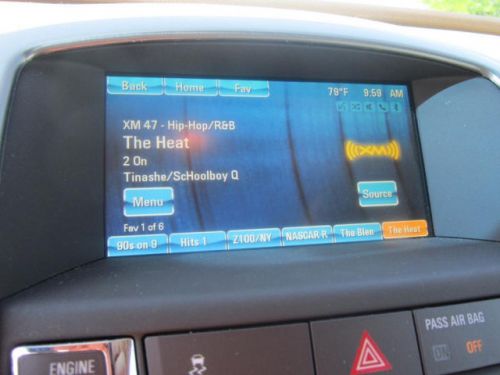 Back Home Fav 79°F 9:59 AM
XM 47 - Hip-Hop/R&B
The Heat
2 On
Tinashe/ScHoolboy Q
((XM))
Menu Source
Fav 1 of 6
90s on 9 Hits 1 Z100/NY NASCAR R The Blen The Heat
PASS AIR BAG
ON OFF
ENGINE